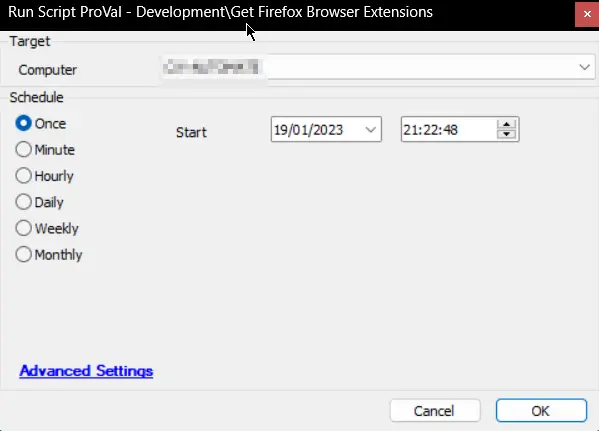 Run Script ProVal - Development\Get Firefox Browser Extensions
Target
Computer
Schedule
Once
Start
19/01/2023
21:22:48
Minute
Hourly
Daily
Weekly
Monthly
Advanced Settings
Cancel
OK